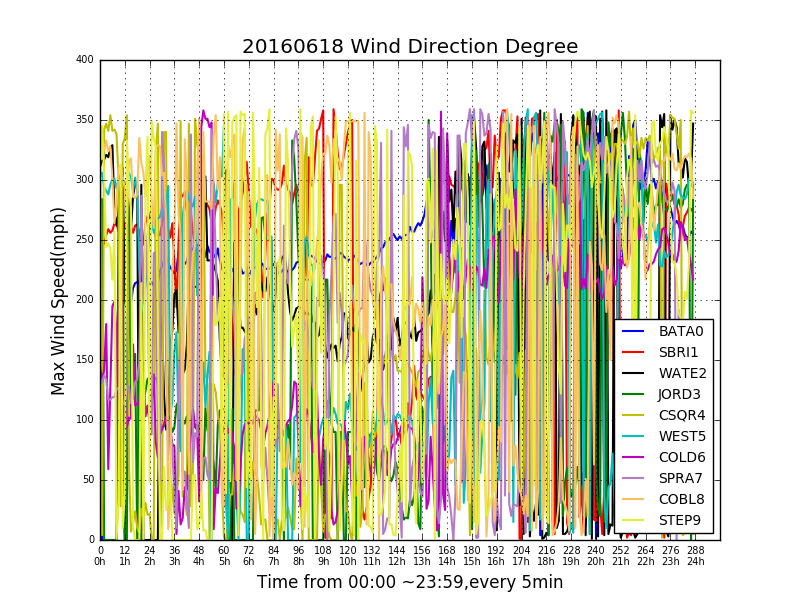 20160618 Wind Direction Degree
Max Wind Speed(mph)
400
350
300
250
200
150
100
50
0
BATA0
SBRI1
WATE2
JORD3
CSQR4
WEST5
COLD6
SPRA7
COBL8
STEP9
0 12 24 36 48 60 72 84 96 108 120 132 144 156 168 180 192 204 216 228 240 252 264 276 288
0h 1h 2h 3h 4h 5h 6h 7h 8h 9h 10h 11h 12h 13h 14h 15h 16h 17h 18h 19h 20h 21h 22h 23h 24h
Time from 00:00 ~23:59,every 5min